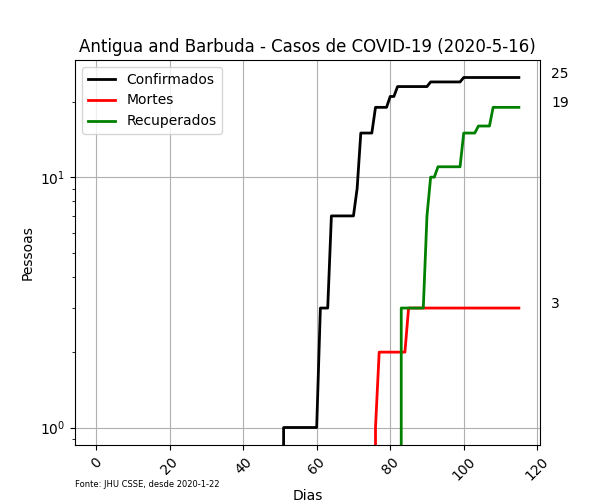 Antigua and Barbuda - Casos de COVID-19 (2020-5-16)
Confirmados
Mortes
Recuperados
25
19
3
10¹
10⁰
Pessoas
0 20 40 60 80 100 120
Fonte: JHU CSSE, desde 2020-1-22
Dias